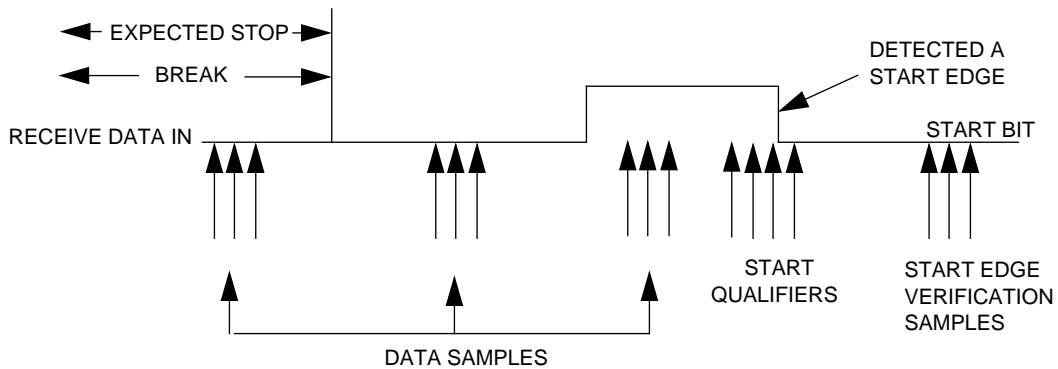 EXPECTED STOP
BREAK
DETECTED A
START EDGE
RECEIVE DATA IN
START BIT
START
QUALIFIERS
START EDGE
VERIFICATION
SAMPLES
DATA SAMPLES